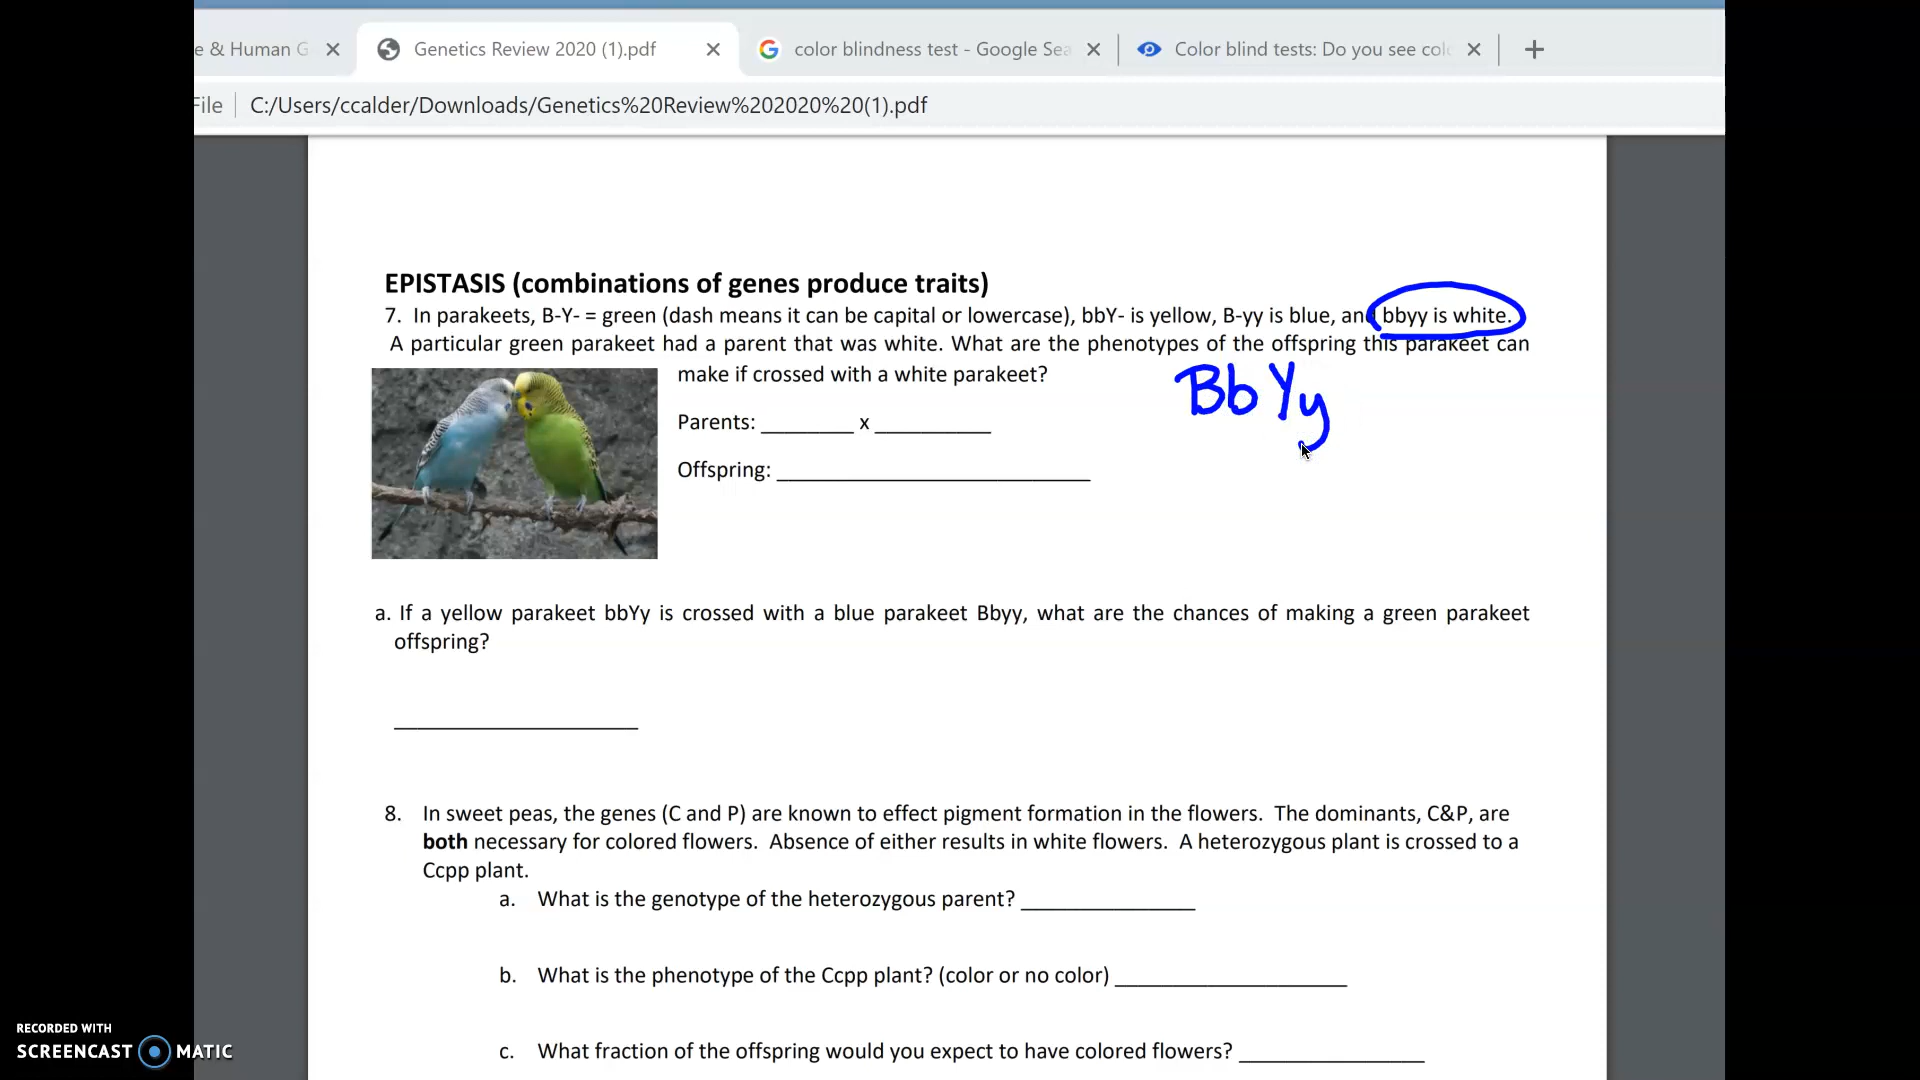 e & Human G
Genetics Review 2020 (1).pdf
color blindness test - Google Sea
Color blind tests: Do you see colo
File
C:/Users/ccalder/Downloads/Genetics%20Review%202020%20(1).pdf
EPISTASIS (combinations of genes produce traits)
7. In parakeets, B-Y- = green (dash means it can be capital or lowercase), bbY- is yellow, B-yy is blue, and bbyy is white.
A particular green parakeet had a parent that was white. What are the phenotypes of the offspring this parakeet can
make if crossed with a white parakeet?
BbYy
Parents: ________ x __________
Offspring: ___________________________
a. If a yellow parakeet bbYy is crossed with a blue parakeet Bbyy, what are the chances of making a green parakeet
offspring?
_____________________
8. In sweet peas, the genes (C and P) are known to effect pigment formation in the flowers. The dominants, C&P, are
both necessary for colored flowers. Absence of either results in white flowers. A heterozygous plant is crossed to a
Ccpp plant.
a. What is the genotype of the heterozygous parent? _______________
b. What is the phenotype of the Ccpp plant? (color or no color) ____________________
c. What fraction of the offspring would you expect to have colored flowers? ________________
RECORDED WITH
SCREENCAST MATIC